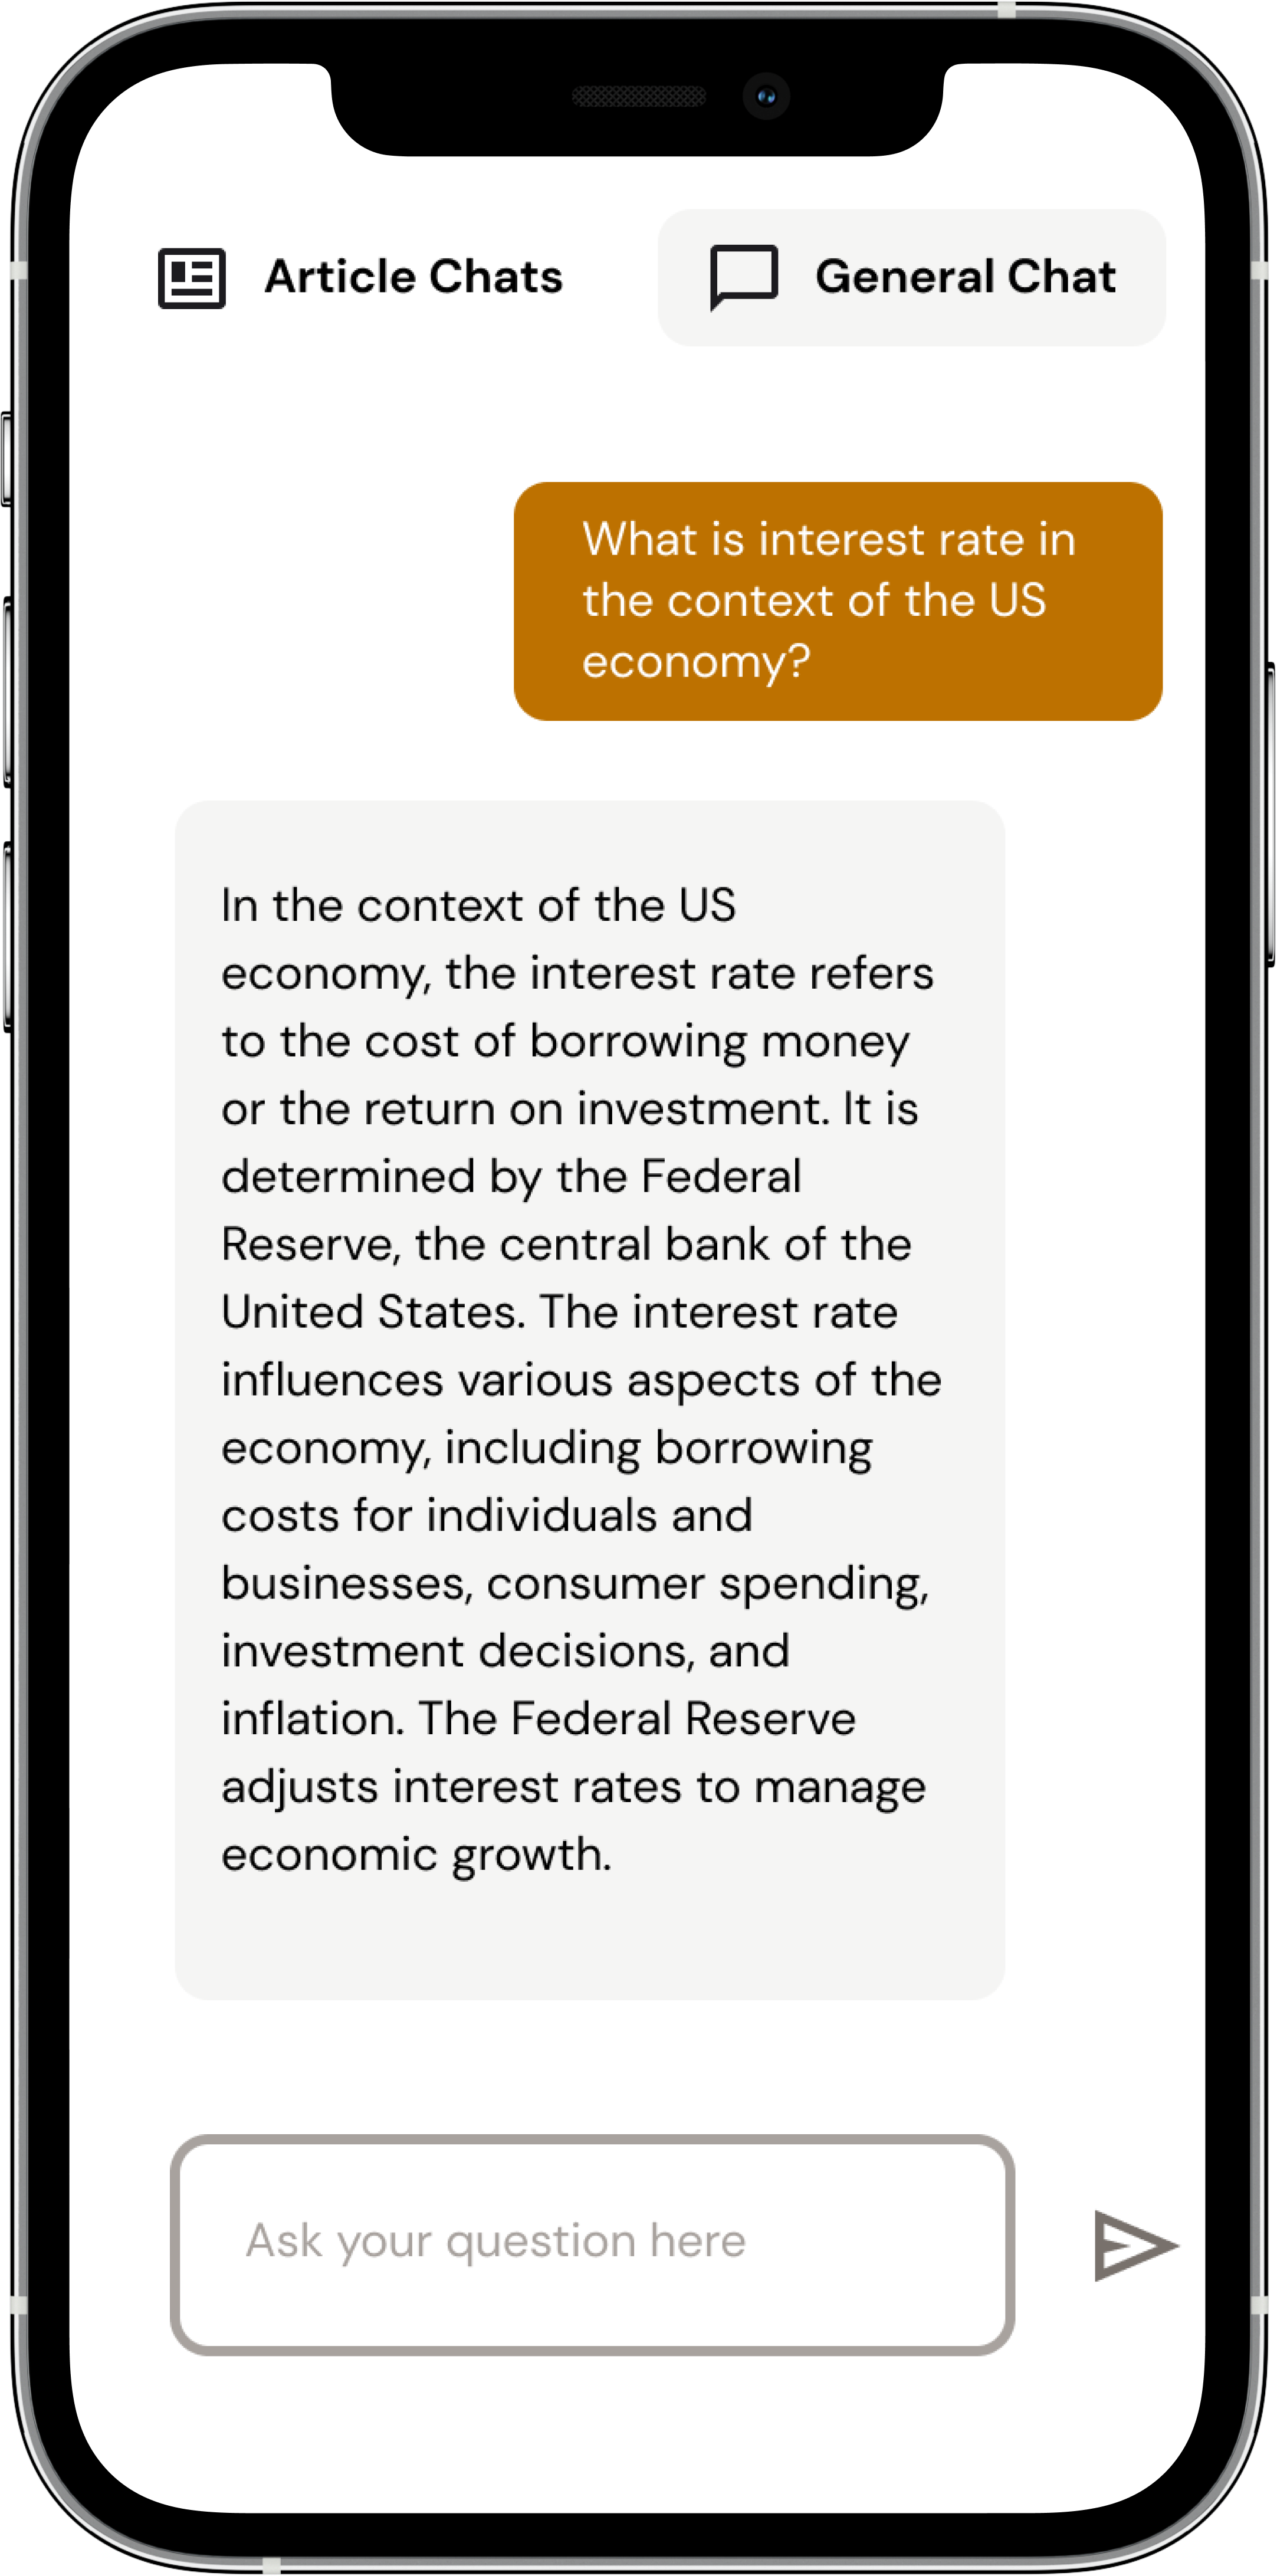 Article Chats
General Chat
What is interest rate in
the context of the US
economy?
In the context of the US
economy, the interest rate refers
to the cost of borrowing money
or the return on investment. It is
determined by the Federal
Reserve, the central bank of the
United States. The interest rate
influences various aspects of the
economy, including borrowing
costs for individuals and
businesses, consumer spending,
investment decisions, and
inflation. The Federal Reserve
adjusts interest rates to manage
economic growth.
Ask your question here